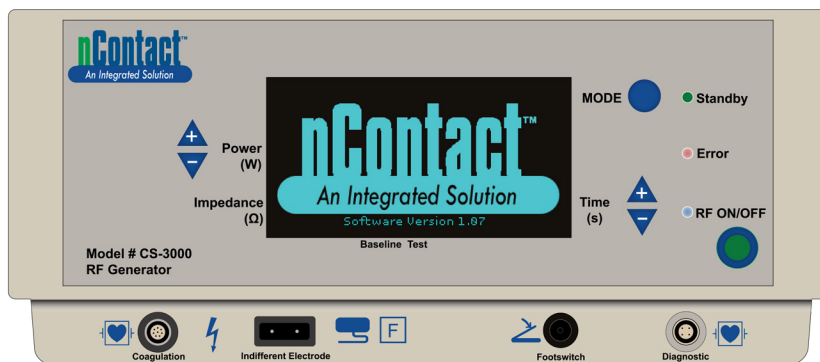 nContact™
An Integrated Solution
Power
(W)
Impedance
(Ω)
nContact™
An Integrated Solution
Software Version 1.07
Baseline Test
MODE
Standby
Error
Time
(s)
RF ON/OFF
Model # CS-3000
RF Generator
Coagulation
Indifferent Electrode
F
Footswitch
Diagnostic